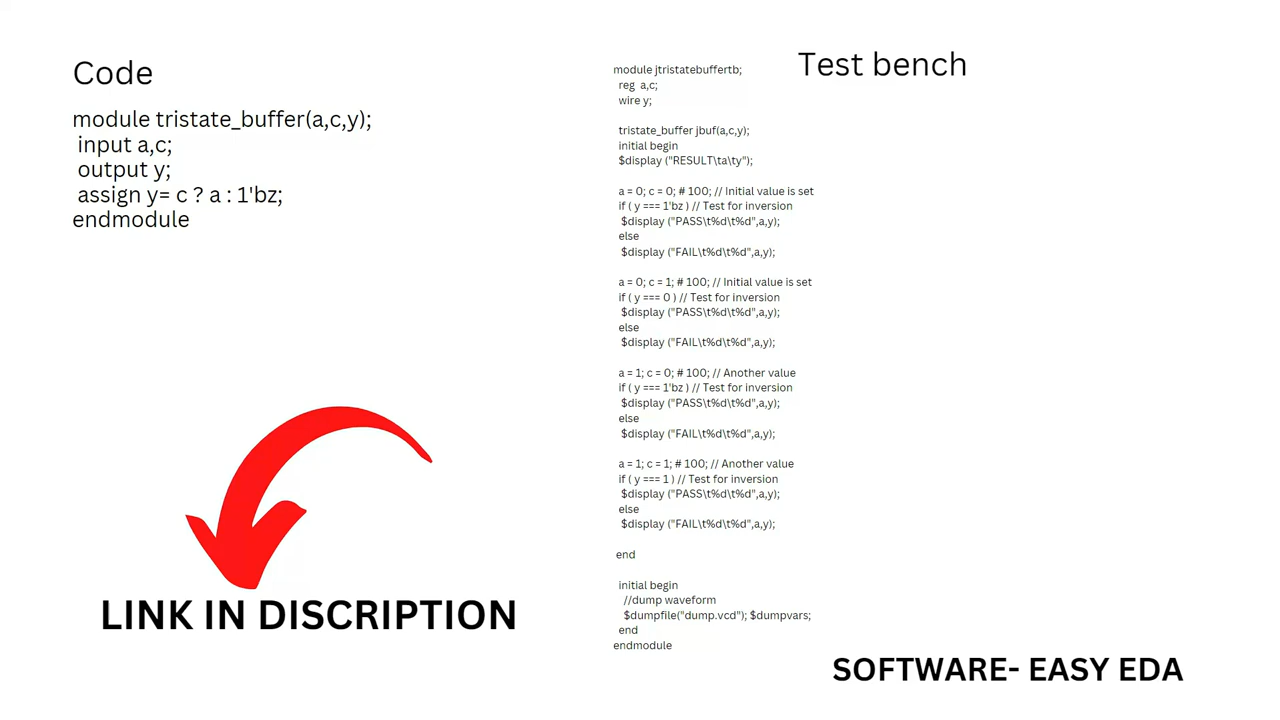 Code
module tristate_buffer(a,c,y);
input a,c;
output y;
assign y= c ? a : 1'bz;
endmodule
LINK IN DISCRIPTION
Test bench
module jtristatebuffertb;
reg a,c;
wire y;
tristate_buffer jbuf(a,c,y);
initial begin
$display ("RESULT\ta\ty");
a = 0; c = 0; # 100; // Initial value is set
if ( y === 1'bz ) // Test for inversion
$display ("PASS\t%d\t%d",a,y);
else
$display ("FAIL\t%d\t%d",a,y);
a = 0; c = 1; # 100; // Initial value is set
if ( y === 0 ) // Test for inversion
$display ("PASS\t%d\t%d",a,y);
else
$display ("FAIL\t%d\t%d",a,y);
a = 1; c = 0; # 100; // Another value
if ( y === 1'bz ) // Test for inversion
$display ("PASS\t%d\t%d",a,y);
else
$display ("FAIL\t%d\t%d",a,y);
a = 1; c = 1; # 100; // Another value
if ( y === 1 ) // Test for inversion
$display ("PASS\t%d\t%d",a,y);
else
$display ("FAIL\t%d\t%d",a,y);
end
initial begin
//dump waveform
$dumpfile("dump.vcd"); $dumpvars;
end
endmodule
SOFTWARE- EASY EDA